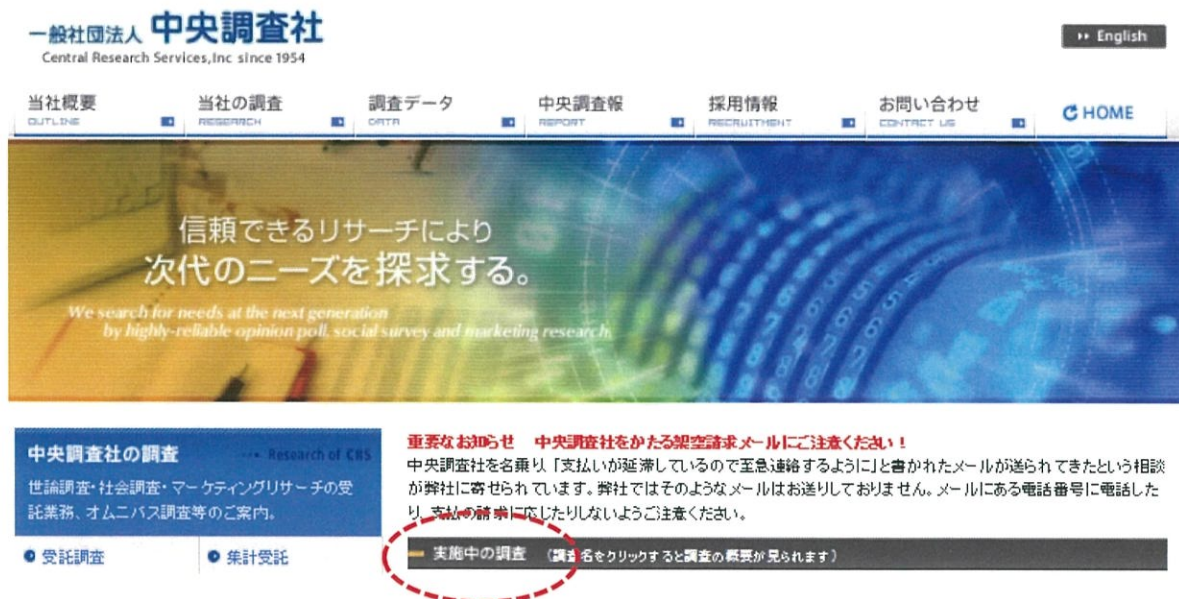 一般社団法人 中央調査社
Central Research Services,Inc since 1954
English
当社概要
OUTLINE
当社の調査
RESEARCH
調査データ
DATA
中央調査報
REPORT
採用情報
RECRUITMENT
お問い合わせ
CONTACT US
HOME
信頼できるリサーチにより
次代のニーズを探求する。
We search for needs at the next generation
by highly-reliable opinion poll, social survey and marketing research.
中央調査社の調査
Research of CRS
世論調査・社会調査・マーケティングリサーチの受
託業務、オムニバス調査等のご案内。
受託調査
集計受託
重要なお知らせ 中央調査社をかたる架空請求メールにご注意ください！
中央調査社を名乗り、「支払いが延滞しているので至急連絡するように」と書かれたメールが送られてきたという相談
が弊社に寄せられています。弊社ではそのようなメールはお送りしておりません。メールにある電話番号に電話した
り、支払の請求に応じたりしないようご注意ください。
実施中の調査 （調査名をクリックすると調査の概要が見られます）